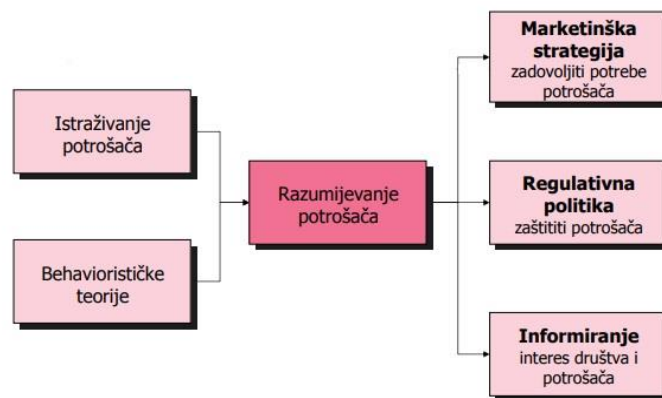 Istraživanje
potrošača
Behaviorističke
teorije
Razumijevanje
potrošača
Marketinška
strategija
zadovoljiti potrebe
potrošača
Regulativna
politika
zaštititi potrošača
Informiranje
interes društva i
potrošača